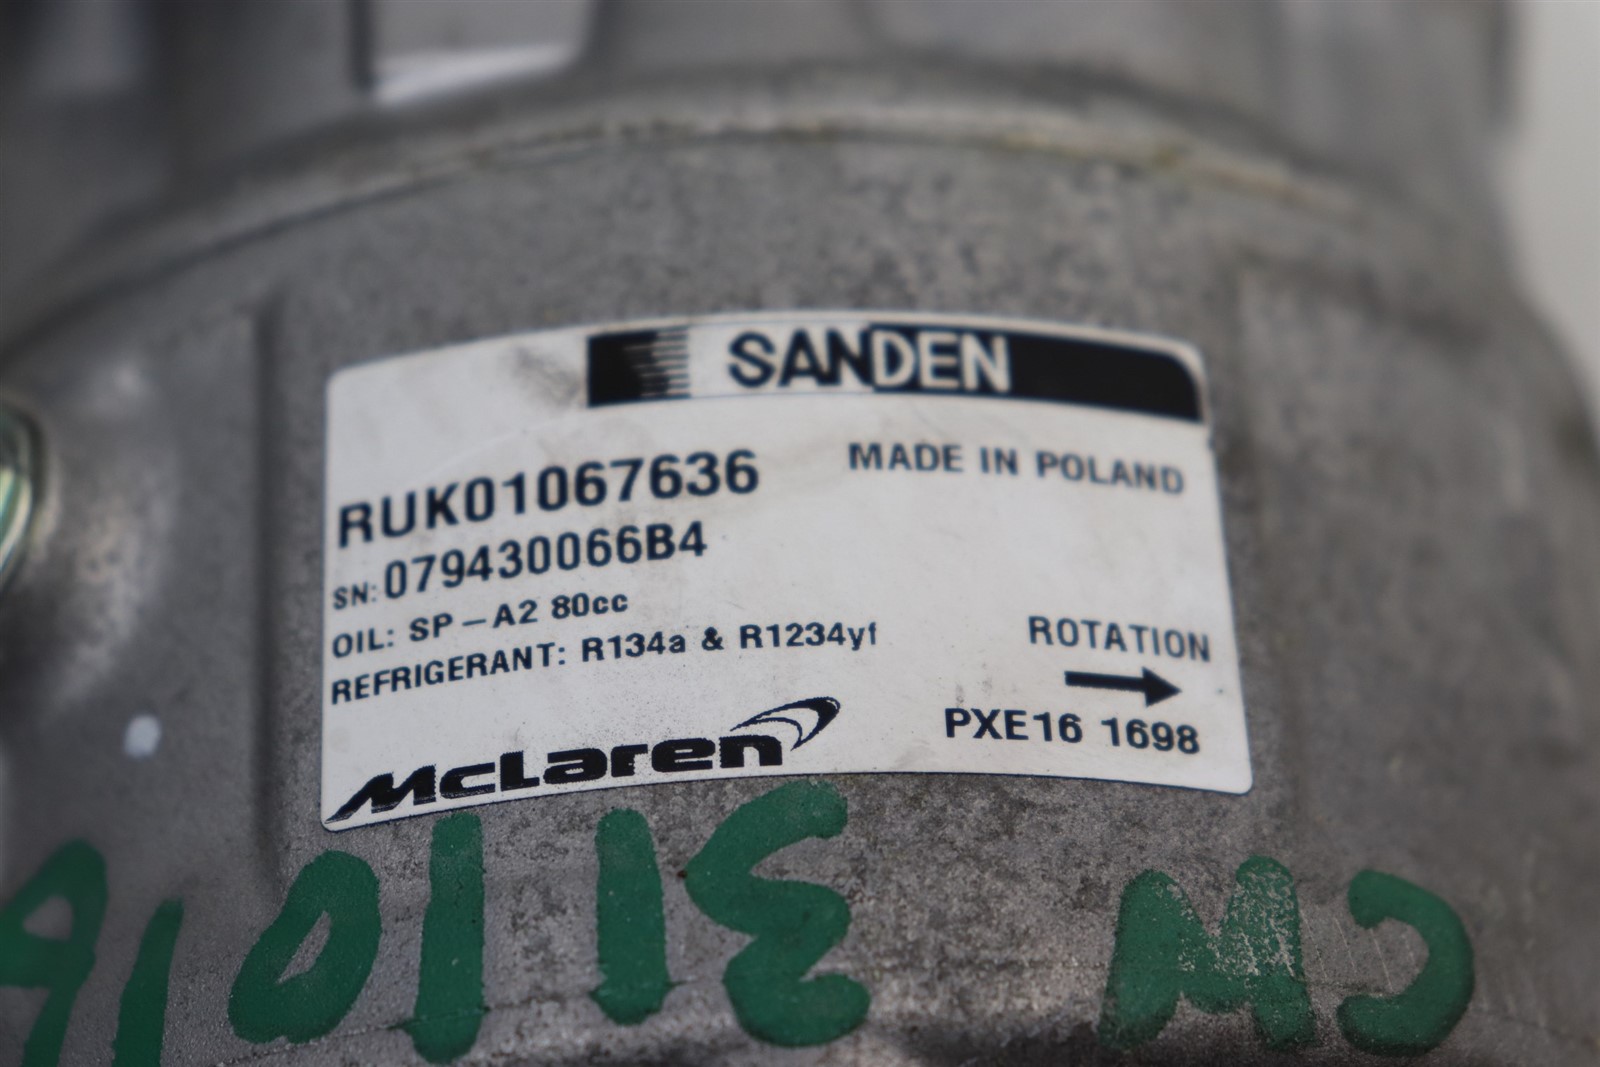 SANDEN
RUK01067636
MADE IN POLAND
SN: 079430066B4
OIL: SP-A2 80cc
REFRIGERANT: R134a & R1234yf
ROTATION
PXE16 1698
McLaren